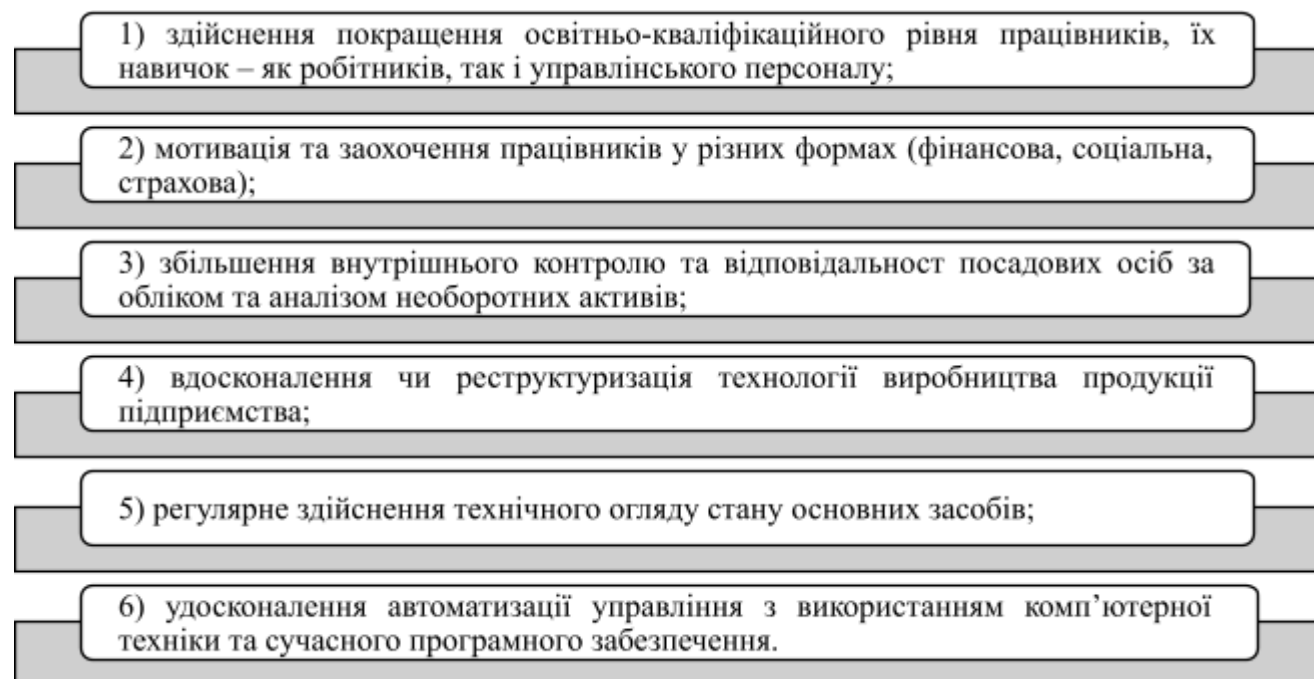 1) здійснення покращення освітньо-кваліфікаційного рівня працівників, їх
навичок – як робітників, так і управлінського персоналу;
2) мотивація та заохочення працівників у різних формах (фінансова, соціальна,
страхова);
3) збільшення внутрішнього контролю та відповідальност посадових осіб за
обліком та аналізом необоротних активів;
4) вдосконалення чи реструктуризація технології виробництва продукції
підприємства;
5) регулярне здійснення технічного огляду стану основних засобів;
6) удосконалення автоматизації управління з використанням комп’ютерної
техніки та сучасного програмного забезпечення.